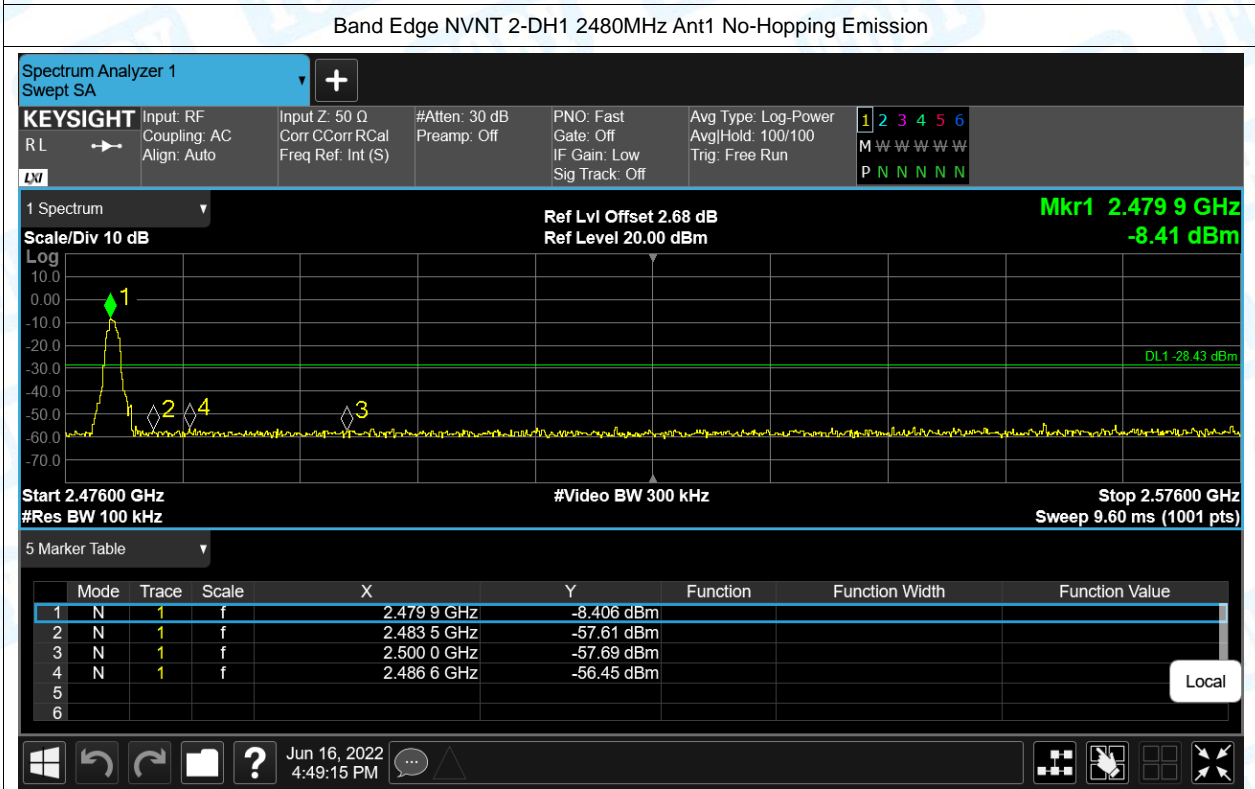 Band Edge NVNT 2-DH1 2480MHz Ant1 No-Hopping Emission
Spectrum Analyzer 1
Swept SA
+
KEYSIGHT Input: RF Input Z: 50 Ω #Atten: 30 dB PNO: Fast Avg Type: Log-Power 1 2 3 4 5 6
RL Coupling: AC Corr CCorr RCal Preamp: Off Gate: Off Avg|Hold: 100/100 M W W W W W
Align: Auto Freq Ref: Int (S) IF Gain: Low Trig: Free Run
LXI Sig Track: Off P N N N N N
1 Spectrum Ref Lvl Offset 2.68 dB Mkr1 2.479 9 GHz
Scale/Div 10 dB Ref Level 20.00 dBm -8.41 dBm
Log
10.0
0.00 1
-10.0
-20.0
DL1 -28.43 dBm
-30.0
-40.0
-50.0 2 4 3
-60.0
-70.0
Start 2.47600 GHz #Video BW 300 kHz Stop 2.57600 GHz
#Res BW 100 kHz Sweep 9.60 ms (1001 pts)
5 Marker Table
Mode Trace Scale X Y Function Function Width Function Value
1 N 1 f 2.479 9 GHz -8.406 dBm
2 N 1 f 2.483 5 GHz -57.61 dBm
3 N 1 f 2.500 0 GHz -57.69 dBm
4 N 1 f 2.486 6 GHz -56.45 dBm
Local
5
6
? Jun 16, 2022
4:49:15 PM